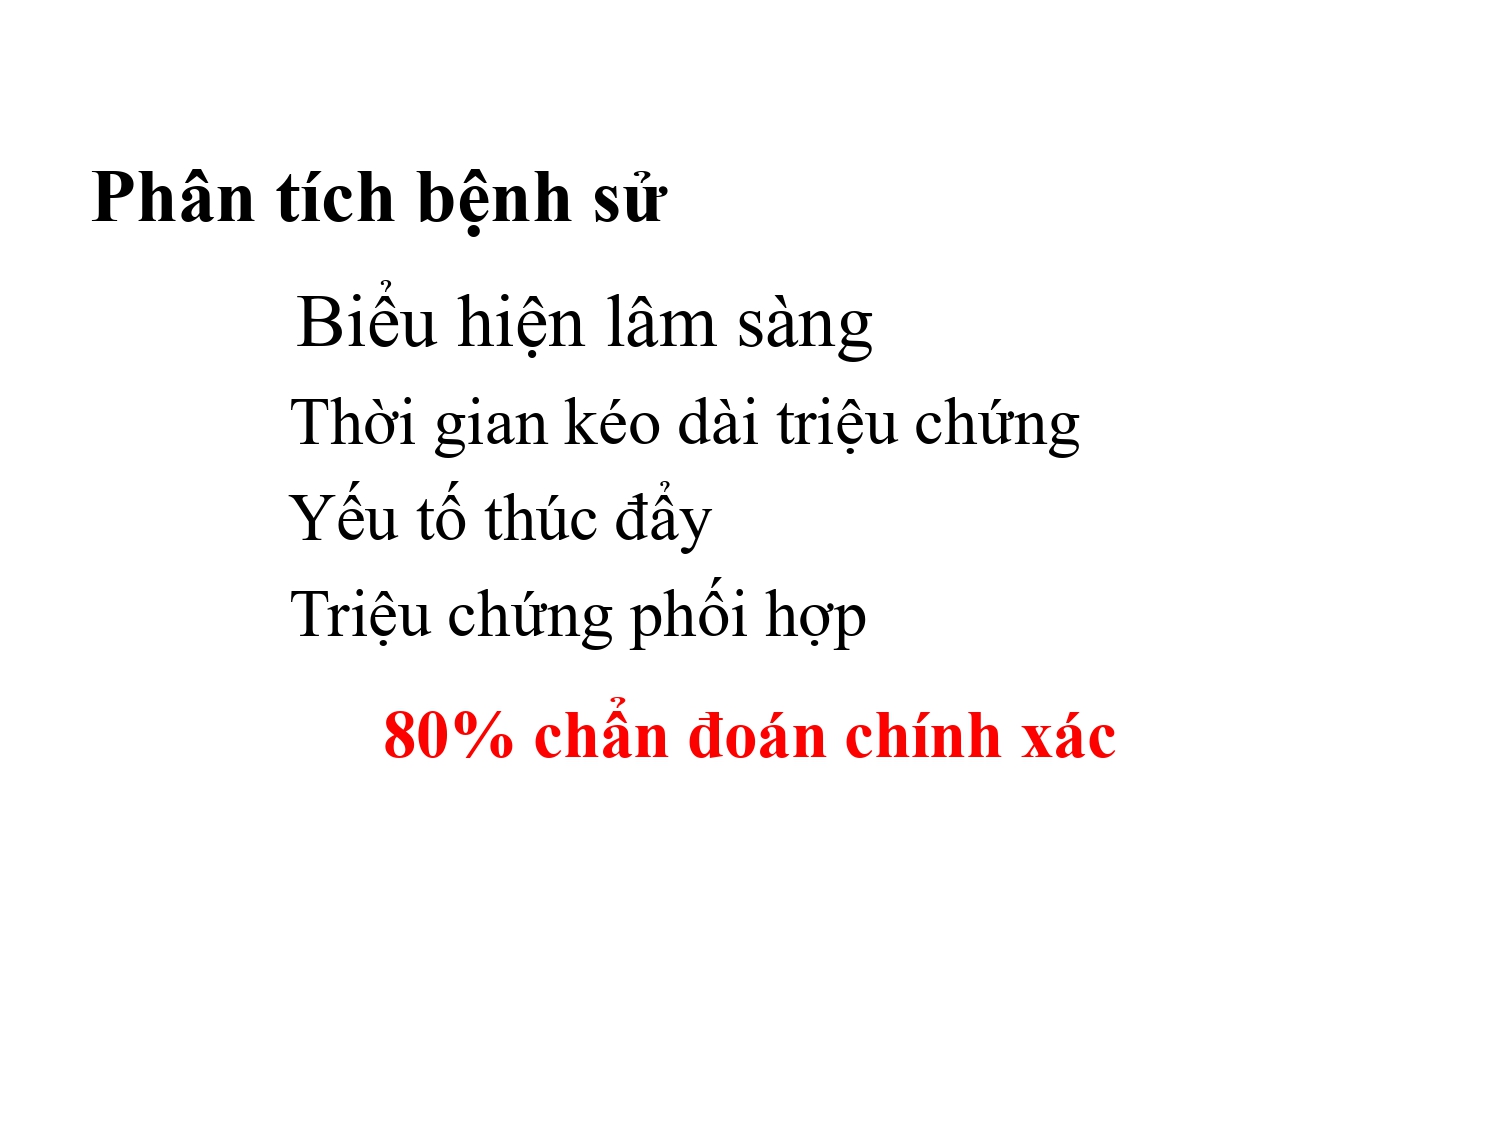 Phân tích bệnh sử
Biểu hiện lâm sàng
Thời gian kéo dài triệu chứng
Yếu tố thúc đẩy
Triệu chứng phối hợp
80% chẩn đoán chính xác